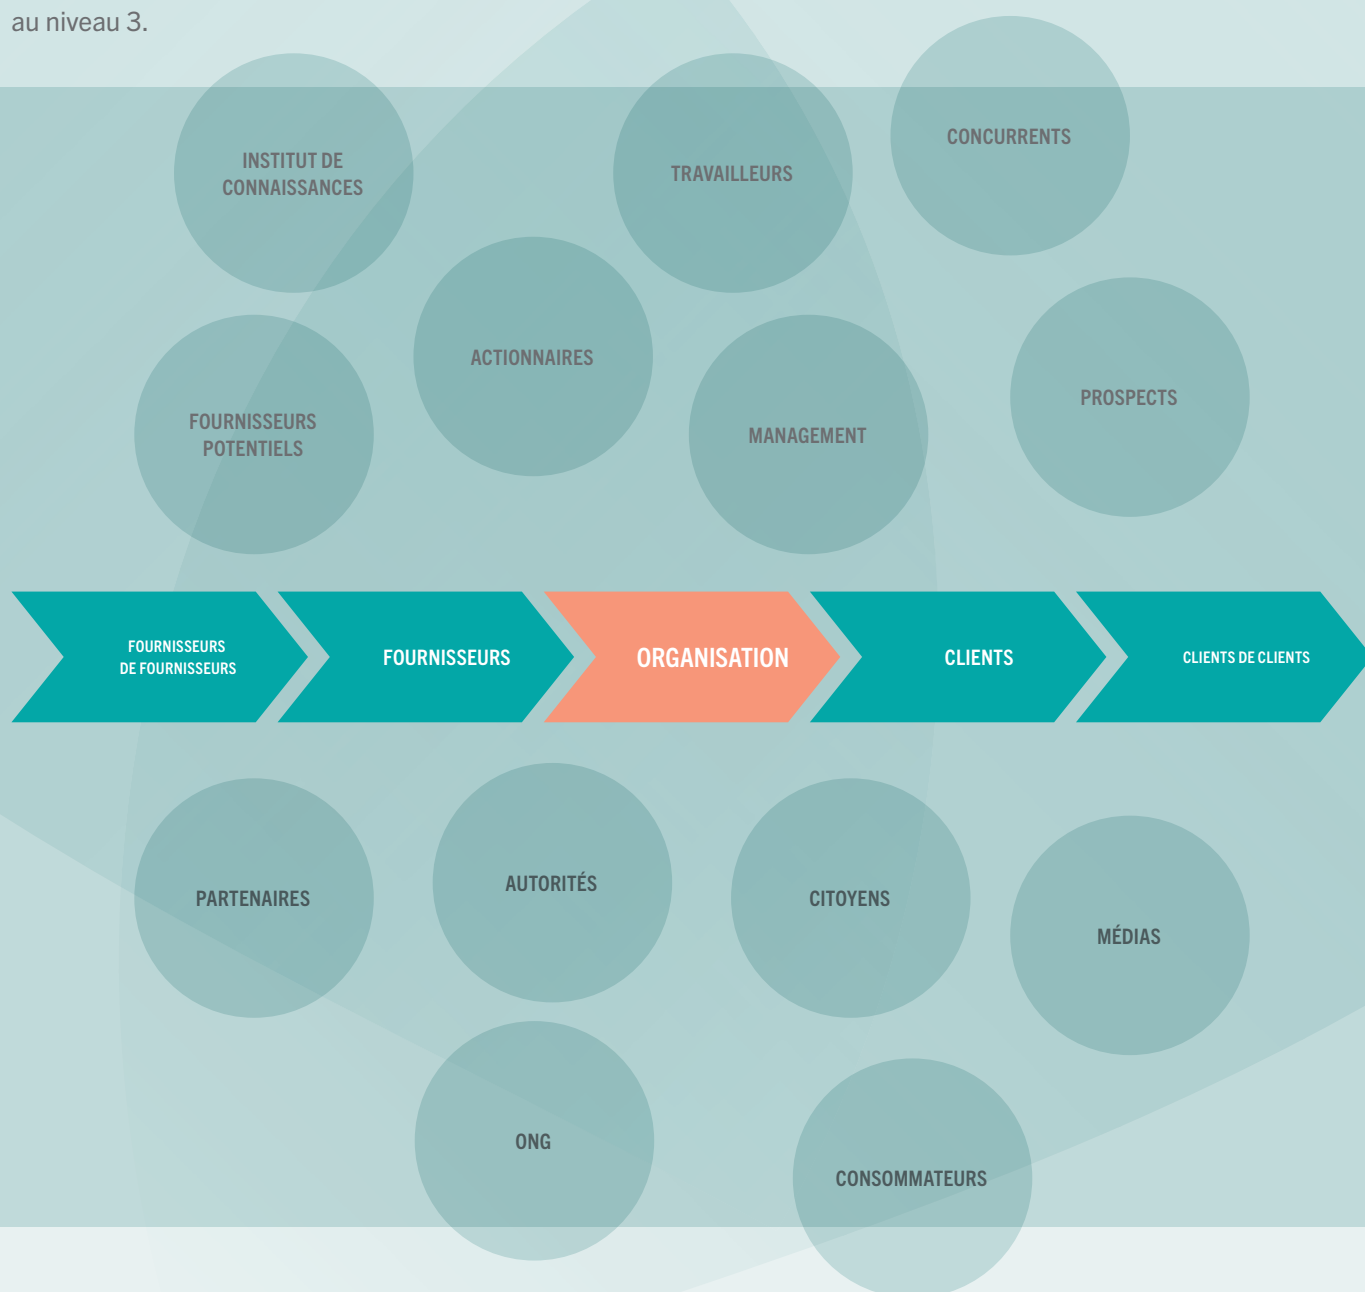 au niveau 3.
CONCURRENTS
INSTITUT DE
CONNAISSANCES
TRAVAILLEURS
ACTIONNAIRES
PROSPECTS
FOURNISSEURS
POTENTIELS
MANAGEMENT
FOURNISSEURS
DE FOURNISSEURS
FOURNISSEURS
ORGANISATION
CLIENTS
CLIENTS DE CLIENTS
PARTENAIRES
AUTORITÉS
CITOYENS
MÉDIAS
ONG
CONSOMMATEURS